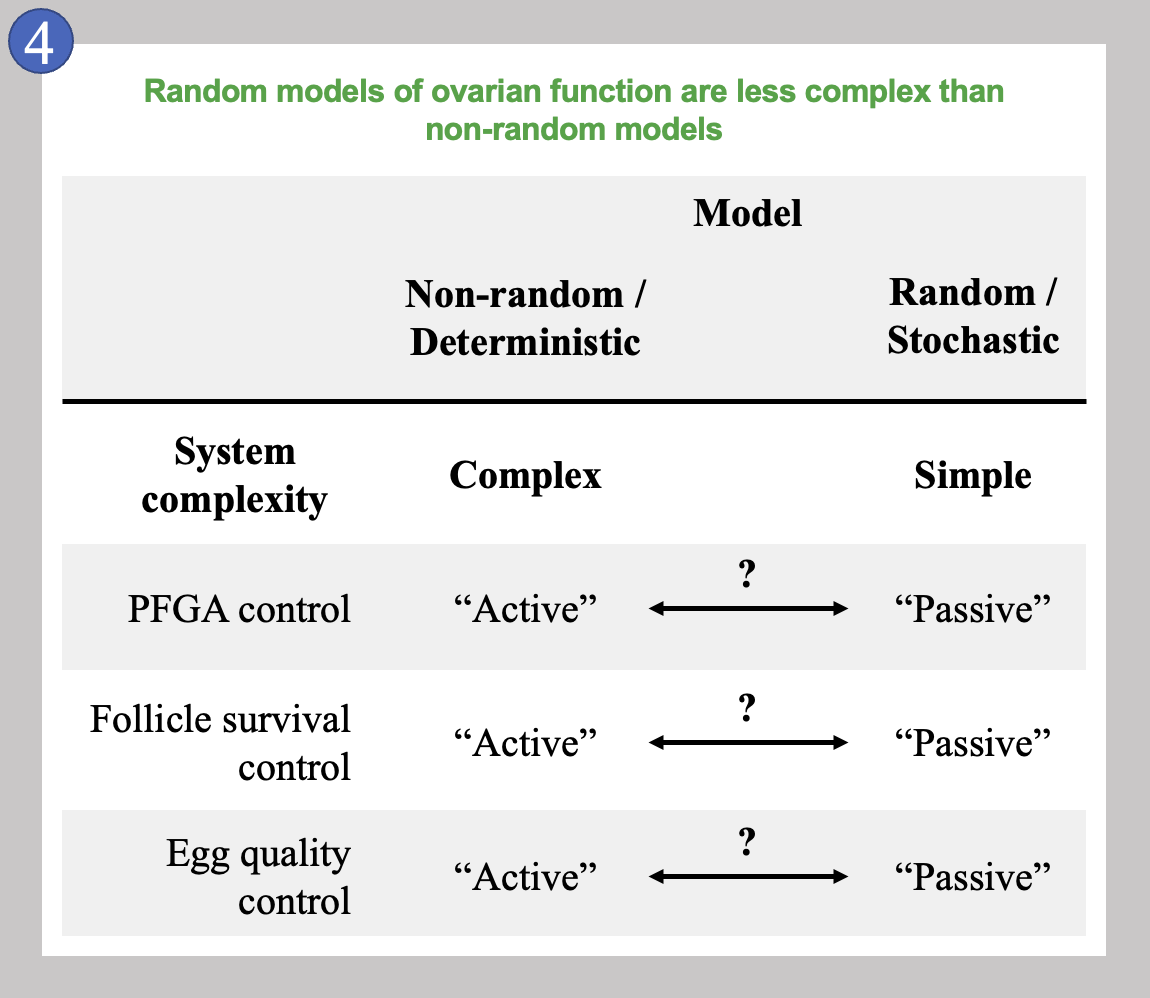 4
Random models of ovarian function are less complex than
non-random models
Model
Non-random /
Deterministic
Random /
Stochastic
System
complexity
Complex
Simple
PFGA control
“Active”
?
“Passive”
Follicle survival
control
“Active”
?
“Passive”
Egg quality
control
“Active”
?
“Passive”